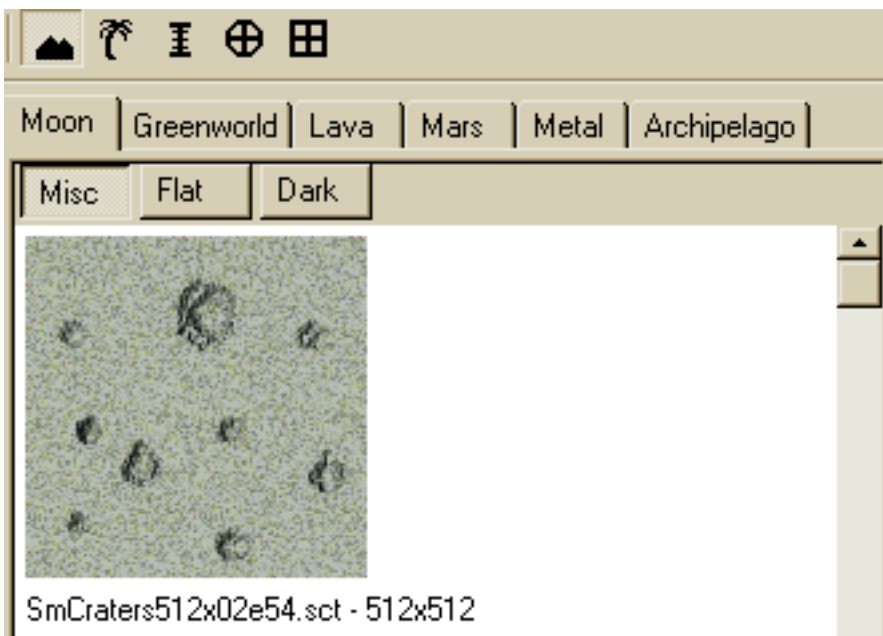 Moon Greenworld Lava Mars Metal Archipelago
Misc Flat Dark
SmCraters512x02e54.sct - 512x512